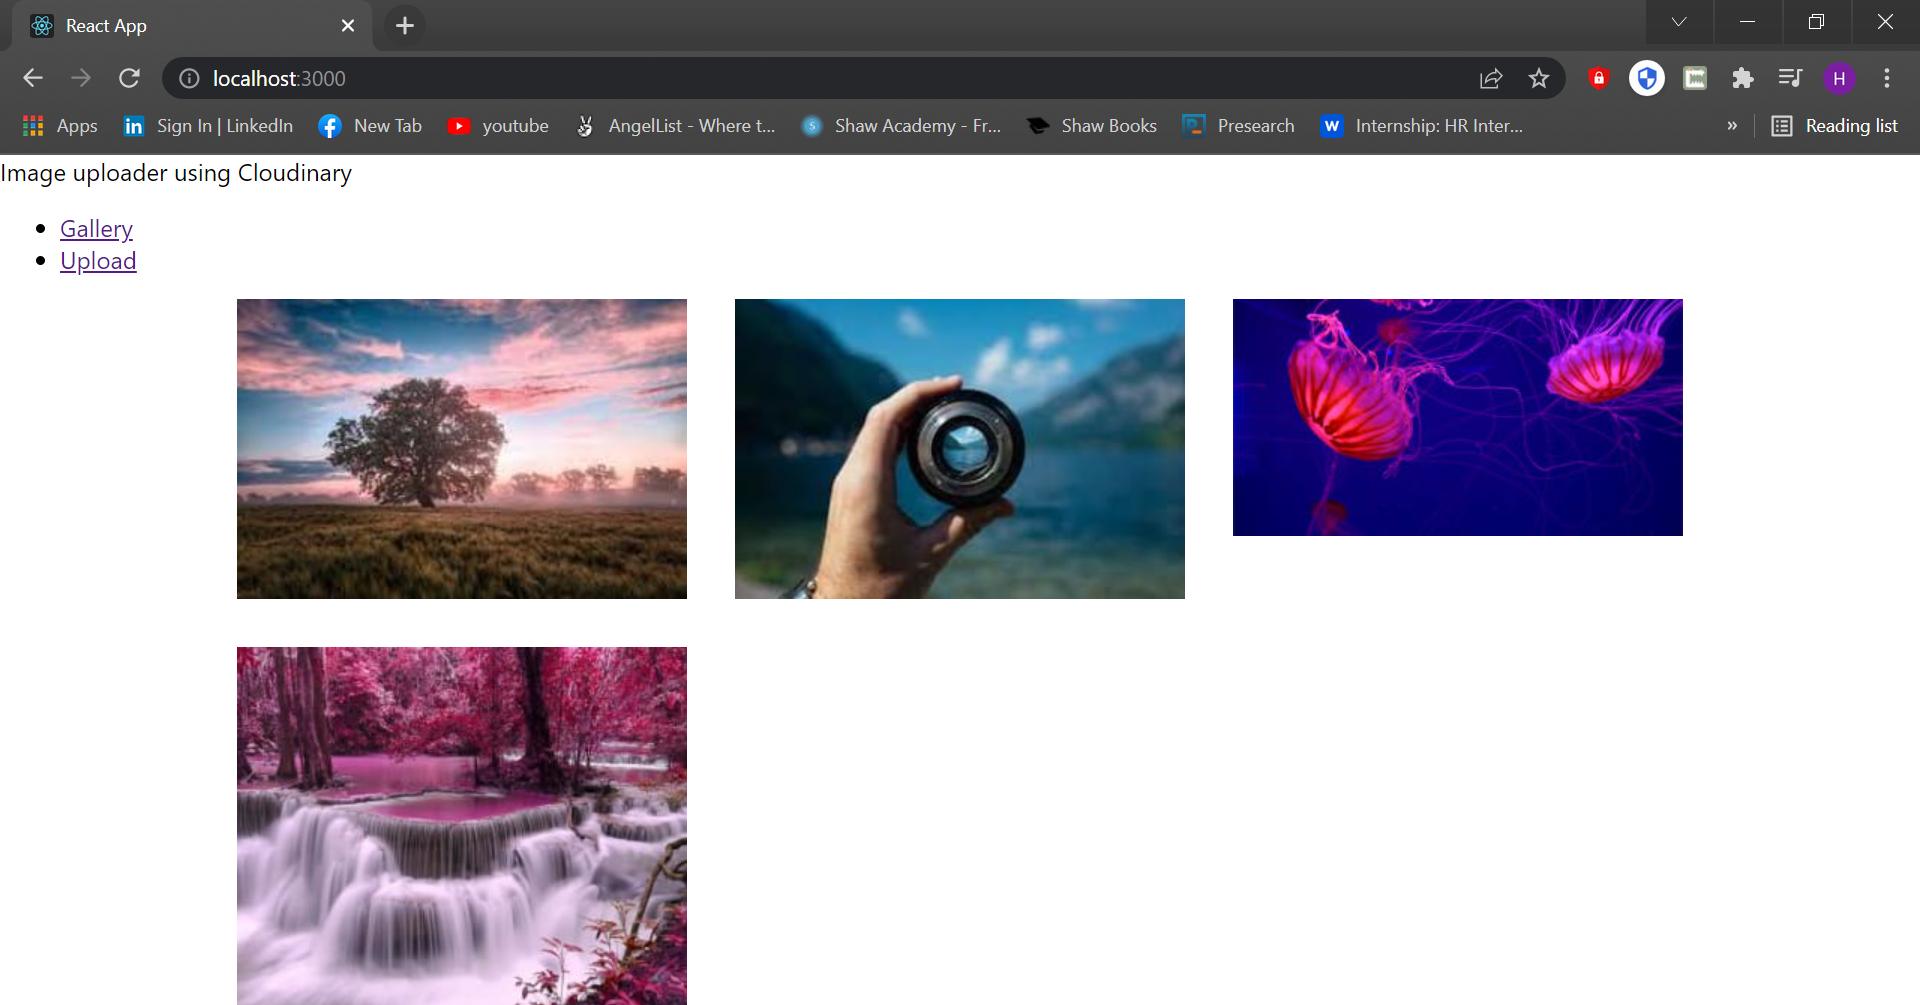 React App
localhost:3000
H
Apps
in Sign In | LinkedIn
New Tab
youtube
AngelList - Where t...
S Shaw Academy - Fr...
Shaw Books
Presearch
W Internship: HR Inter...
»
Reading list
Image uploader using Cloudinary
• Gallery
• Upload